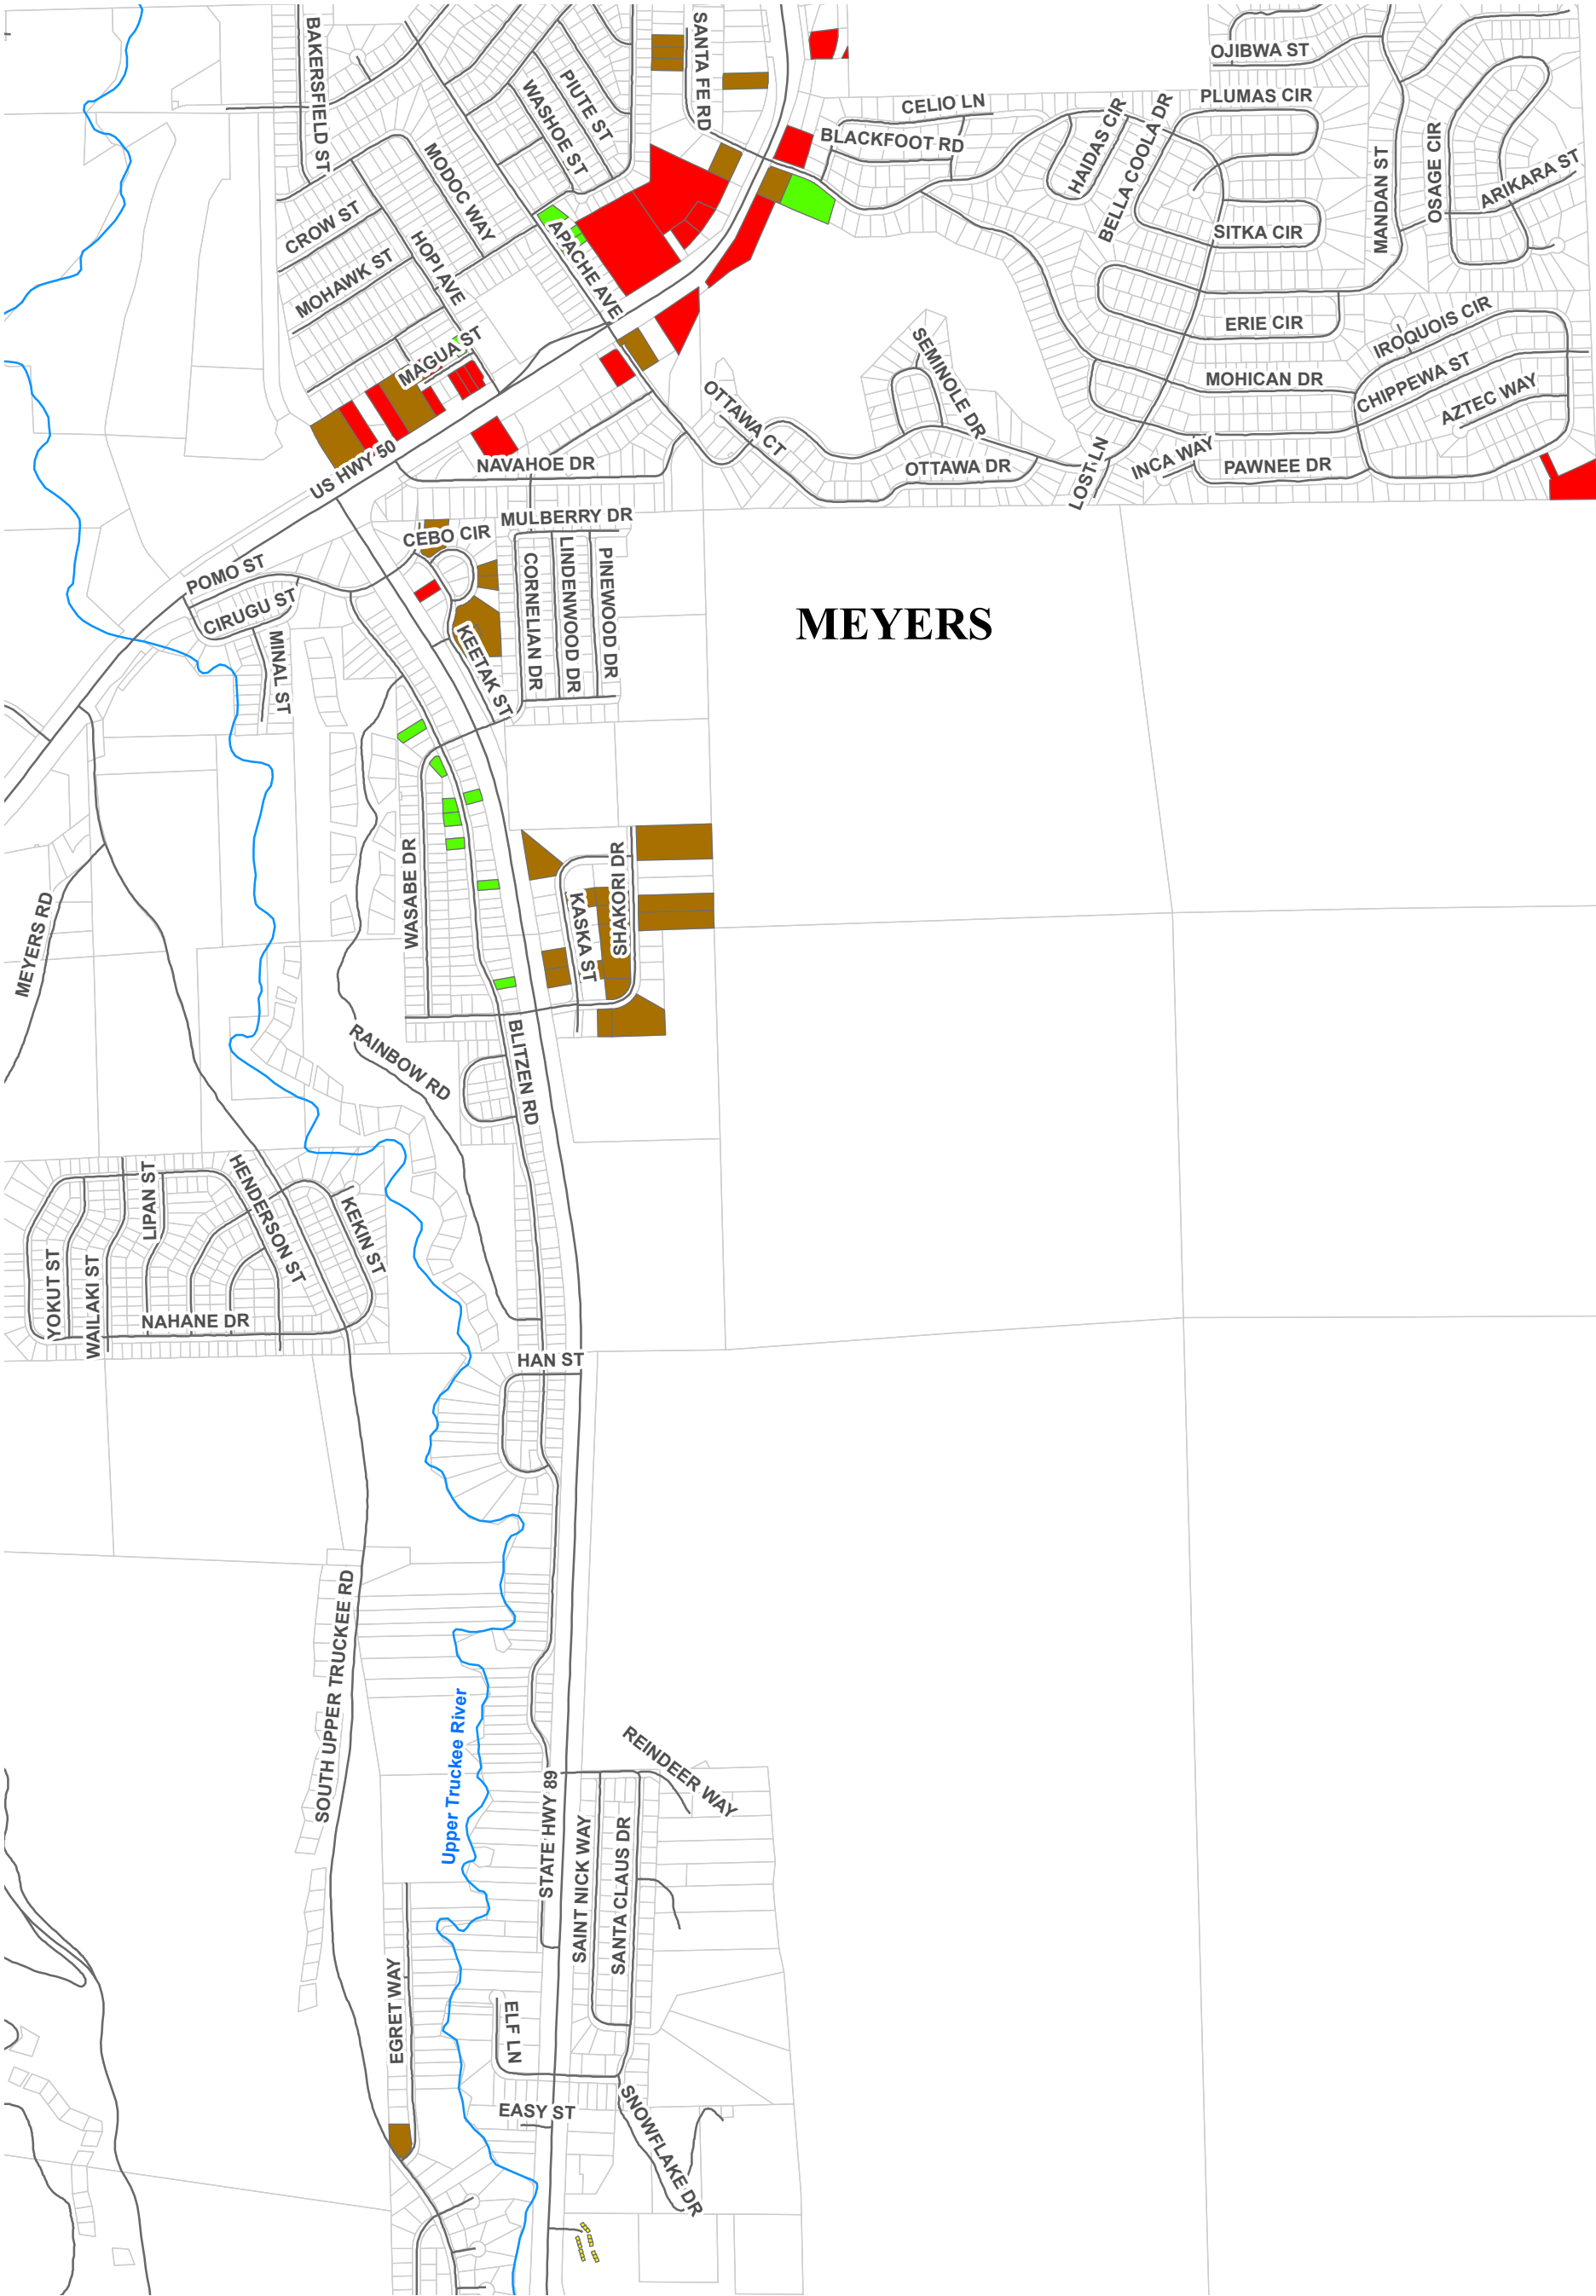 BAKERSFIELD ST
SANTA FE RD
OJIBWA ST
PIUTE ST
WASHOE ST
CELIO LN
PLUMAS CIR
BLACKFOOT RD
HAIDAS CIR
BELLA COOLA DR
MANDAN ST
OSAGE CIR
ARIKARA ST
MODOC WAY
CROW ST
HOPI AVE
APACHE AVE
SITKA CIR
MOHAWK ST
ERIE CIR
IROQUOIS CIR
MAGUA ST
SEMINOLE DR
MOHICAN DR
CHIPPEWA ST
AZTEC WAY
OTTAWA CT
US HWY 50
NAVAHOE DR
OTTAWA DR
LOST LN
INCA WAY
PAWNEE DR
MULBERRY DR
CEBO CIR
POMO ST
CORNELIAN DR
LINDENWOOD DR
PINEWOOD DR
CIRUGU ST
MEYERS
MINAL ST
KEETAK ST
WASABE DR
SHAKORI DR
KASKA ST
MEYERS RD
RAINBOW RD
BLITZEN RD
LIPAN ST
HENDERSON ST
KEKIN ST
YOKUT ST
WAILAKI ST
NAHANE DR
HAN ST
SOUTH UPPER TRUCKEE RD
Upper Truckee River
REINDEER WAY
STATE HWY 89
SAINT NICK WAY
SANTA CLAUS DR
EGRET WAY
ELF LN
EASY ST
SNOWFLAKE DR